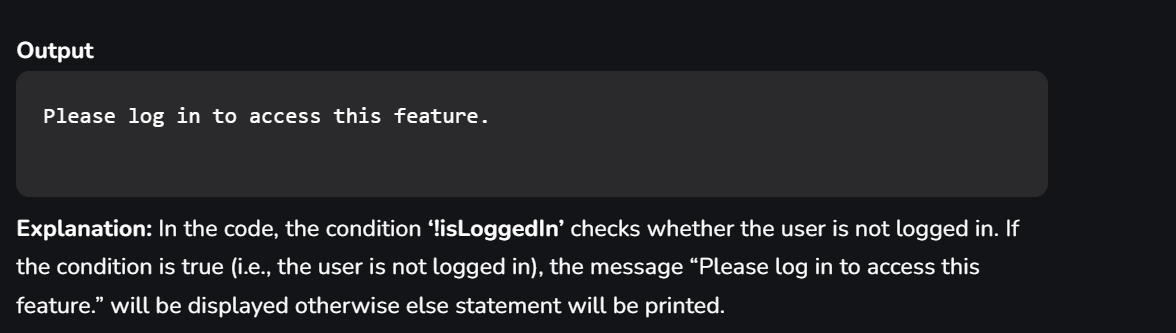 Output
Please log in to access this feature.
Explanation: In the code, the condition ‘!isLoggedIn’ checks whether the user is not logged in. If
the condition is true (i.e., the user is not logged in), the message “Please log in to access this
feature.” will be displayed otherwise else statement will be printed.